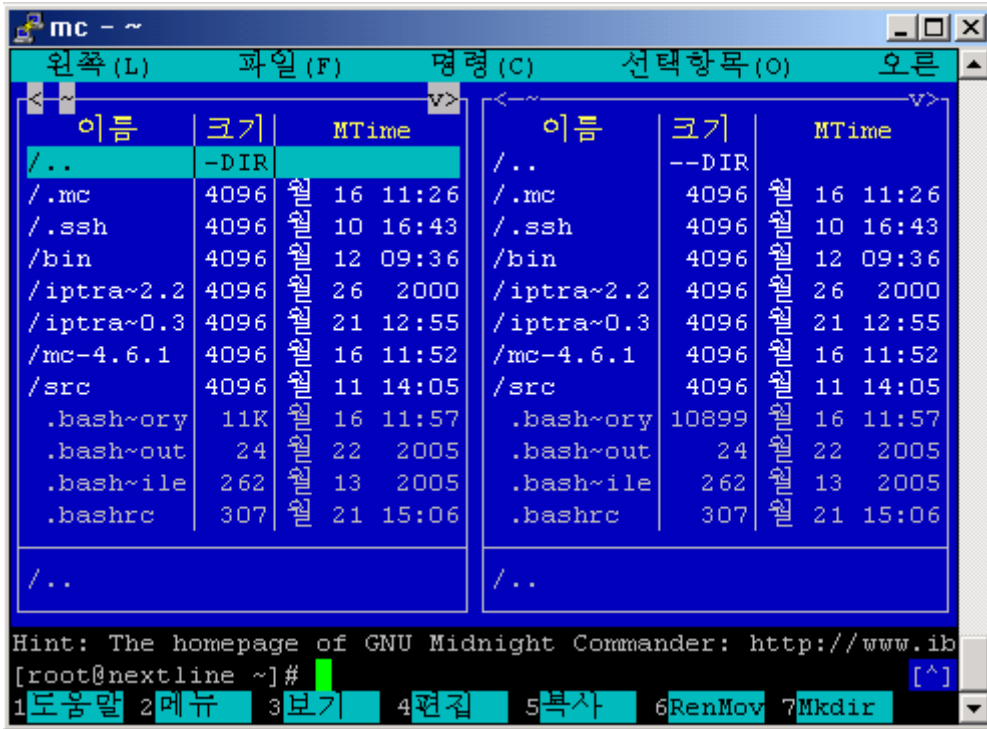 mc - ~
왼쪽(L) 파일(F) 명령(C) 선택항목(O) 오른
< ~ v> <-~ v>
이름 크기 MTime 이름 크기 MTime
/.. -DIR /.. --DIR
/.mc 4096 월 16 11:26 /.mc 4096 월 16 11:26
/.ssh 4096 월 10 16:43 /.ssh 4096 월 10 16:43
/bin 4096 월 12 09:36 /bin 4096 월 12 09:36
/iptra~2.2 4096 월 26 2000 /iptra~2.2 4096 월 26 2000
/iptra~0.3 4096 월 21 12:55 /iptra~0.3 4096 월 21 12:55
/mc-4.6.1 4096 월 16 11:52 /mc-4.6.1 4096 월 16 11:52
/src 4096 월 11 14:05 /src 4096 월 11 14:05
.bash~ory 11K 월 16 11:57 .bash~ory 10899 월 16 11:57
.bash~out 24 월 22 2005 .bash~out 24 월 22 2005
.bash~ile 262 월 13 2005 .bash~ile 262 월 13 2005
.bashrc 307 월 21 15:06 .bashrc 307 월 21 15:06
/.. /..
Hint: The homepage of GNU Midnight Commander: http://www.ib
[root@nextline ~]# [^]
1도움말 2메뉴 3보기 4편집 5복사 6RenMov 7Mkdir